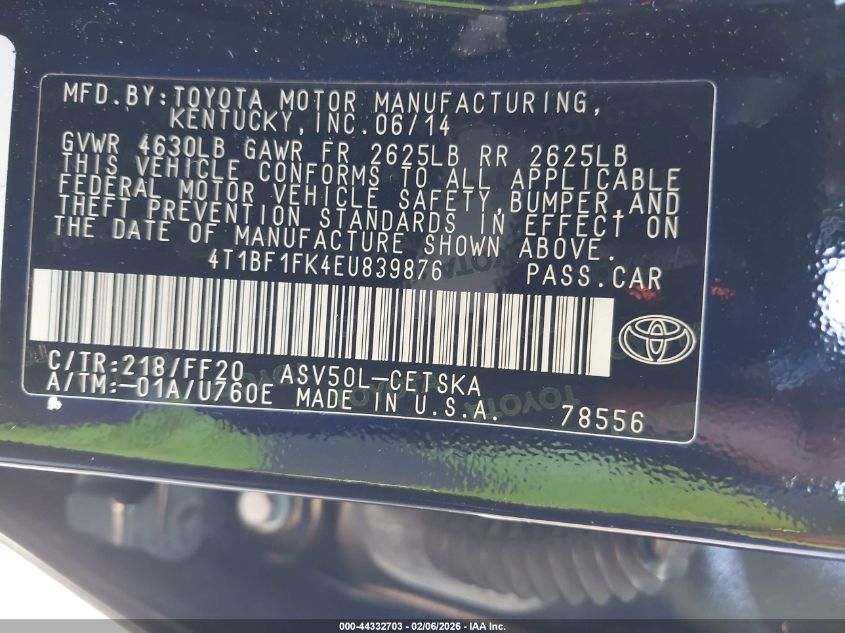 MFD.BY:TOYOTA MOTOR MANUFACTURING,
KENTUCKY,INC.06/14
GVWR 4630LB GAWR FR 2625LB RR 2625LB
THIS VEHICLE CONFORMS TO ALL APPLICABLE
FEDERAL MOTOR VEHICLE SAFETY,BUMPER,AND
THEFT PREVENTION STANDARDS IN EFFECT ON
THE DATE OF MANUFACTURE SHOWN ABOVE.
4T1BF1FK4EU839876 PASS.CAR
C/TR:218/FF20 ASV50L-CETSKA
A/TM:-01A/U760E MADE IN U.S.A. 78556
TOYOTA
000-44332703 - 02/06/2026 - IAA Inc.